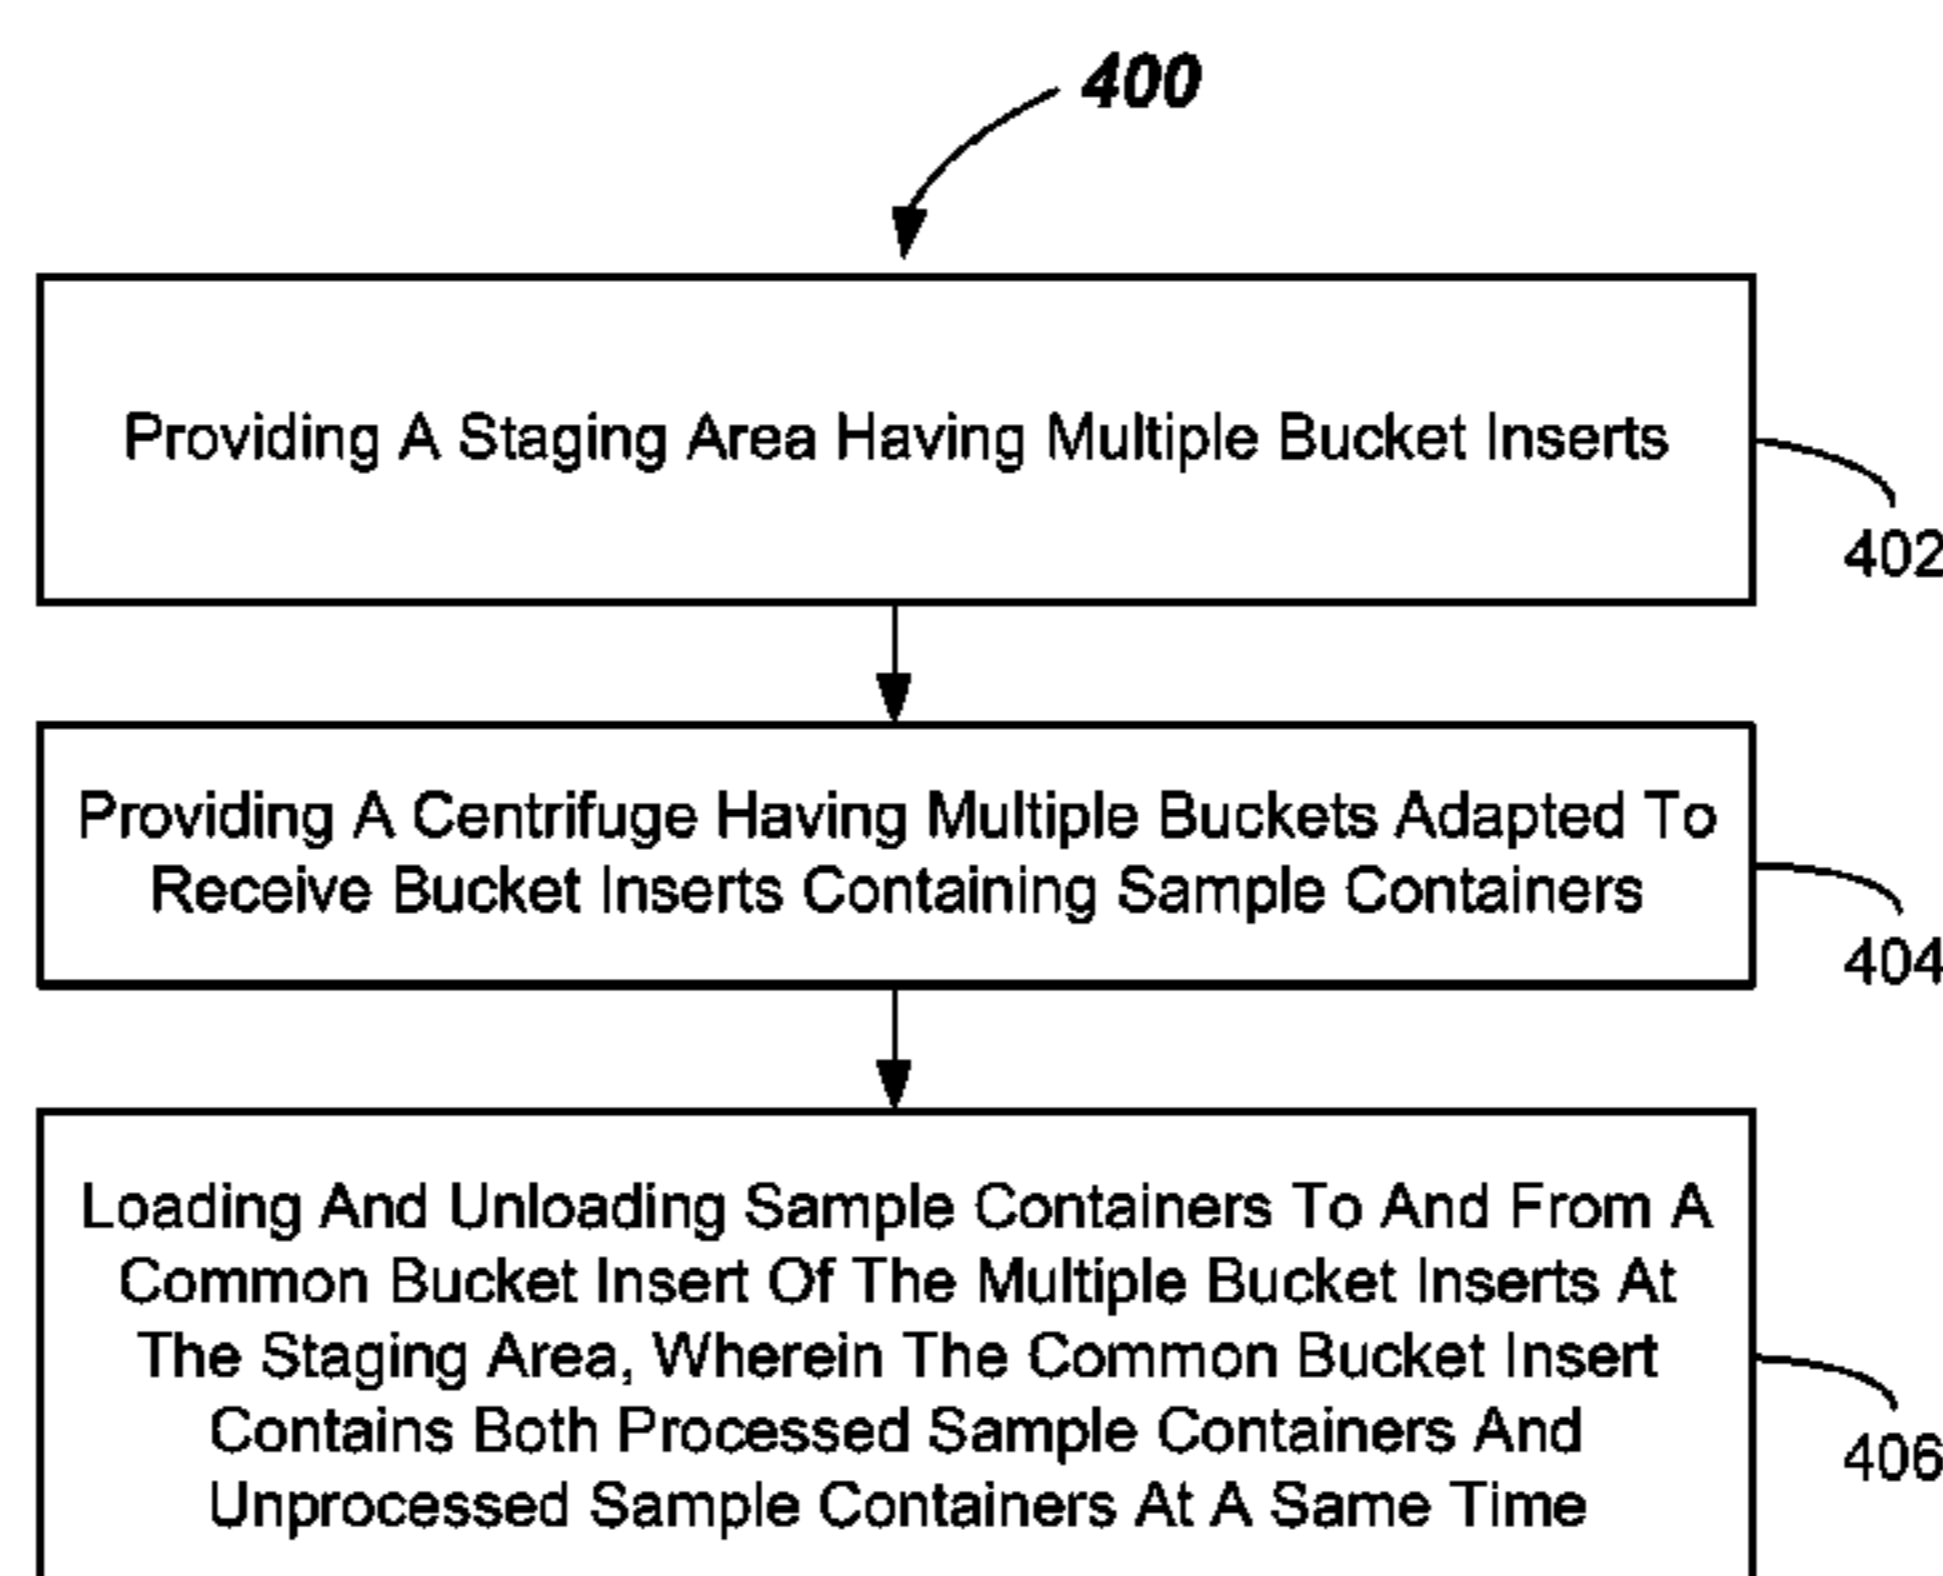 400
Providing A Staging Area Having Multiple Bucket Inserts
402
Providing A Centrifuge Having Multiple Buckets Adapted To
Receive Bucket Inserts Containing Sample Containers
404
Loading And Unloading Sample Containers To And From A
Common Bucket Insert Of The Multiple Bucket Inserts At
The Staging Area, Wherein The Common Bucket Insert
Contains Both Processed Sample Containers And
Unprocessed Sample Containers At A Same Time
406